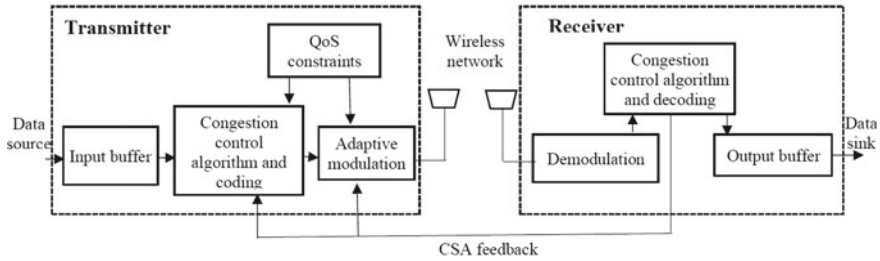 Transmitter
QoS
constraints
Wireless
network
Receiver
Congestion
control algorithm
and decoding
Data
source
Input buffer
Congestion
control
algorithm and
coding
Adaptive
modulation
Demodulation
Output buffer
Data
sink
CSA feedback